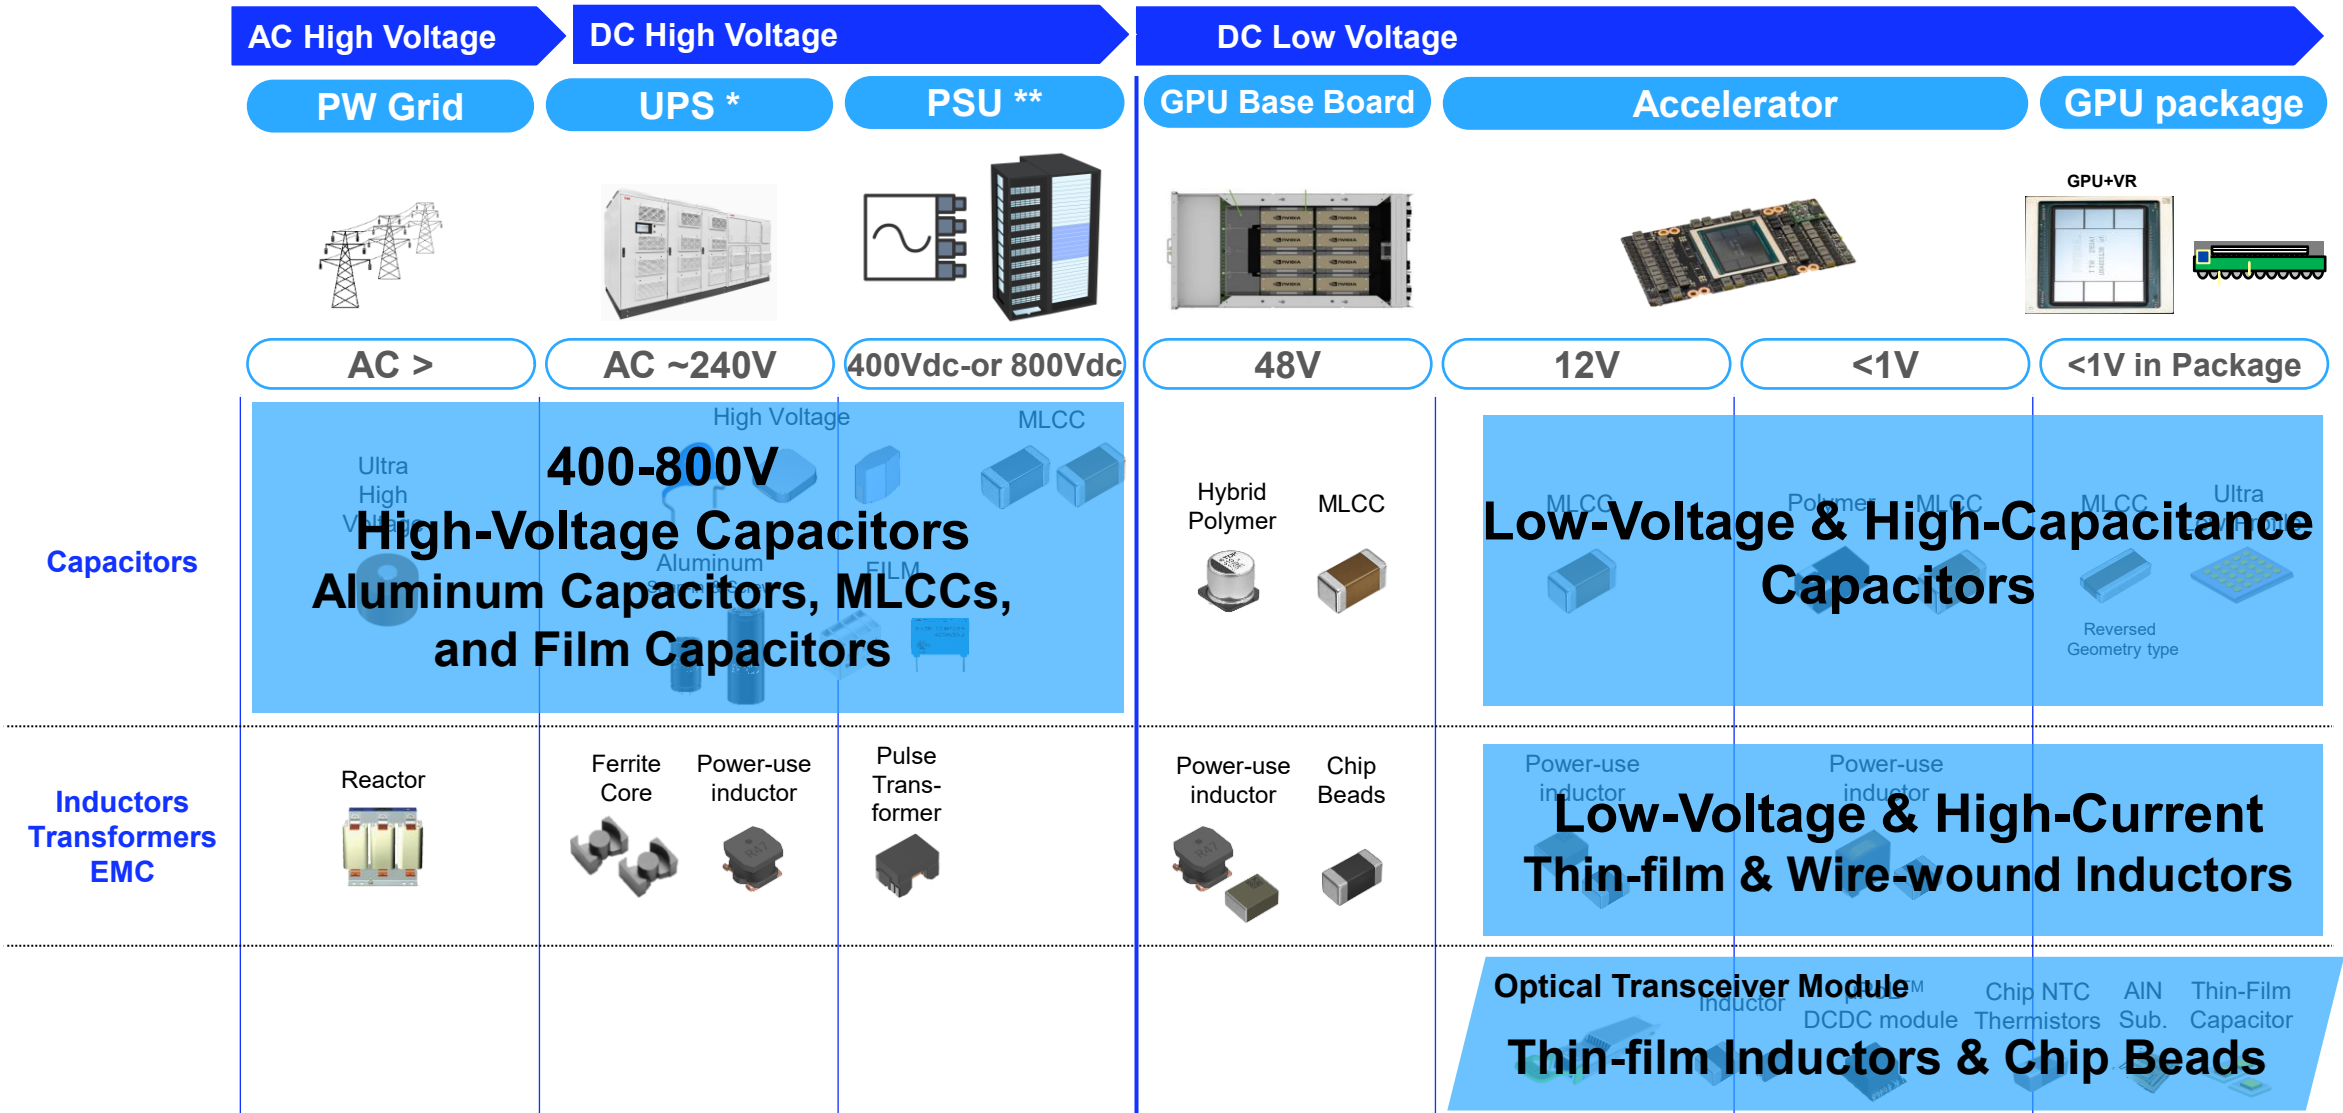 AC High Voltage
DC High Voltage
DC Low Voltage
PW Grid
UPS *
PSU **
GPU Base Board
Accelerator
GPU package
GPU+VR
AC >
AC ~240V
400Vdc-or 800Vdc
48V
12V
<1V
<1V in Package
Capacitors
Ultra
High
Voltage
High Voltage
MLCC
Aluminum
FILM
400-800V
High-Voltage Capacitors
Aluminum Capacitors, MLCCs,
and Film Capacitors
Hybrid
Polymer
MLCC
MLCC
Polymer
MLCC
MLCC
Ultra
Low Profile
Reversed
Geometry type
Low-Voltage & High-Capacitance
Capacitors
Inductors
Transformers
EMC
Reactor
Ferrite
Core
Power-use
inductor
R47
Pulse
Trans-
former
Power-use
inductor
R47
Chip
Beads
Power-use
inductor
Power-use
inductor
Low-Voltage & High-Current
Thin-film & Wire-wound Inductors
Optical Transceiver Module
Inductor
µPoL™
DCDC module
Chip NTC
Thermistors
AlN
Sub.
Thin-Film
Capacitor
Thin-film Inductors & Chip Beads